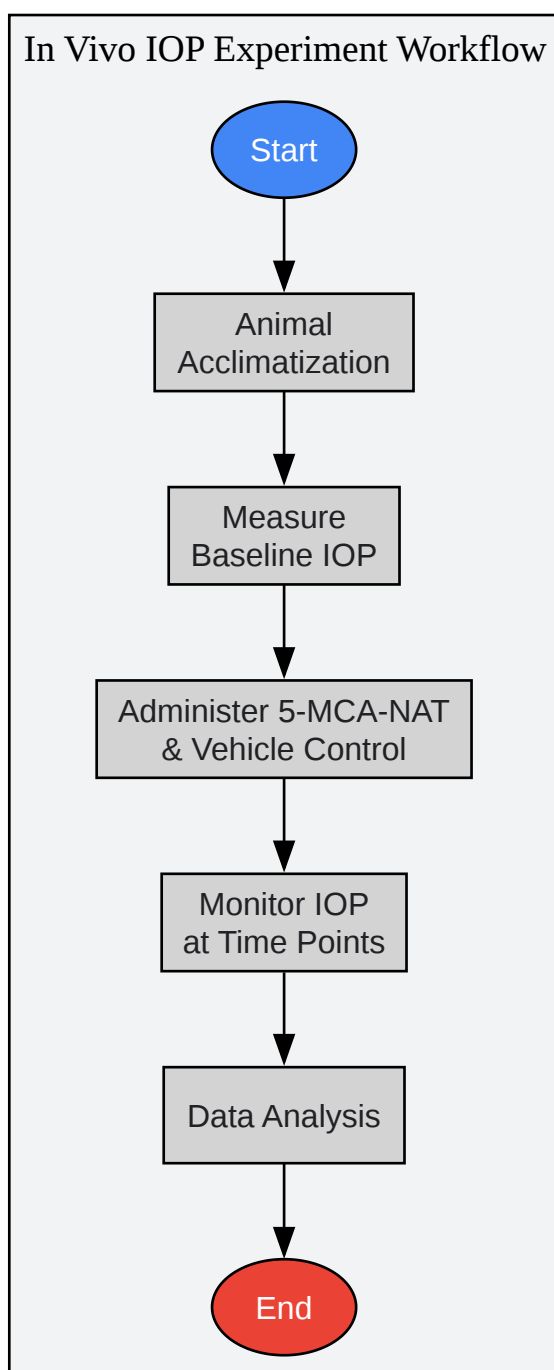 In Vivo IOP Experiment Workflow
Start
Animal
Acclimatization
Measure
Baseline IOP
Administer 5-MCA-NAT
& Vehicle Control
Monitor IOP
at Time Points
Data Analysis
End